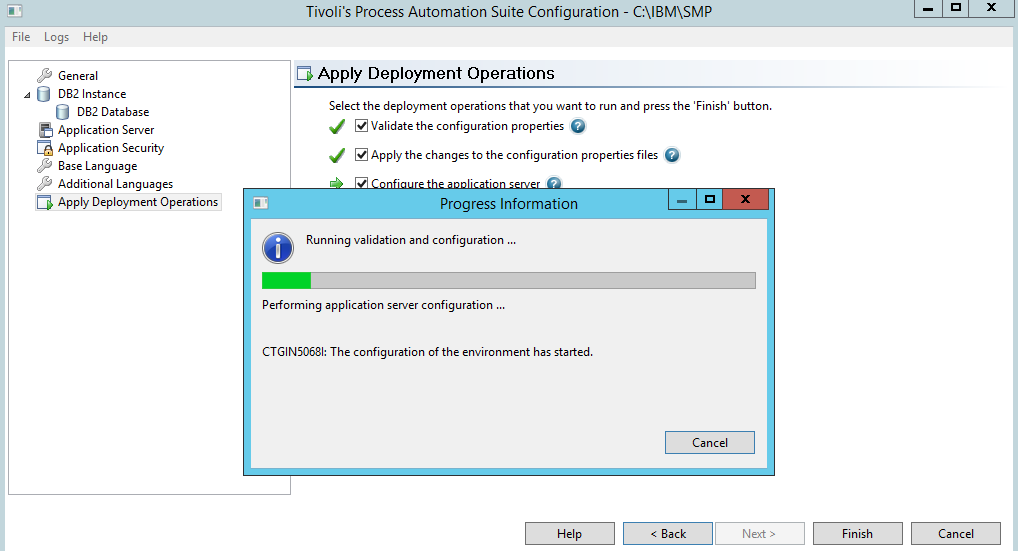 Tivoli's Process Automation Suite Configuration - C:\IBM\SMP
File Logs Help
General
DB2 Instance
DB2 Database
Application Server
Application Security
Base Language
Additional Languages
Apply Deployment Operations
Apply Deployment Operations
Select the deployment operations that you want to run and press the 'Finish' button.
Validate the configuration properties
Apply the changes to the configuration properties files
Configure the application server
Progress Information
Running validation and configuration ...
Performing application server configuration ...
CTGIN5068I: The configuration of the environment has started.
Cancel
Help < Back Next > Finish Cancel